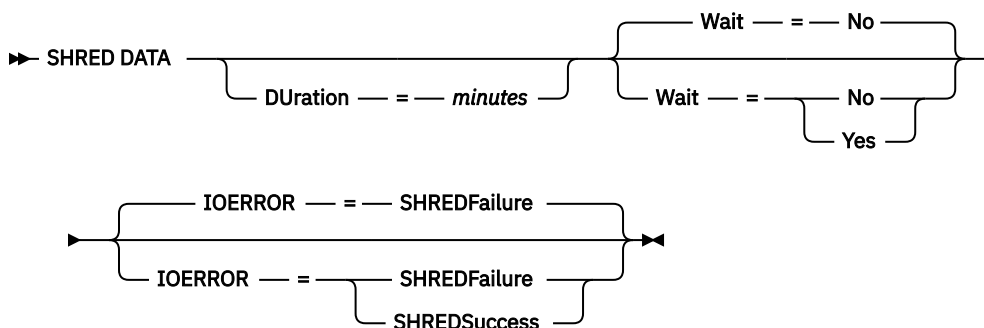 Wait = No
SHRED DATA
DUration = minutes
Wait = No
Yes
IOERROR = SHREDFailure
IOERROR = SHREDFailure
SHREDSuccess